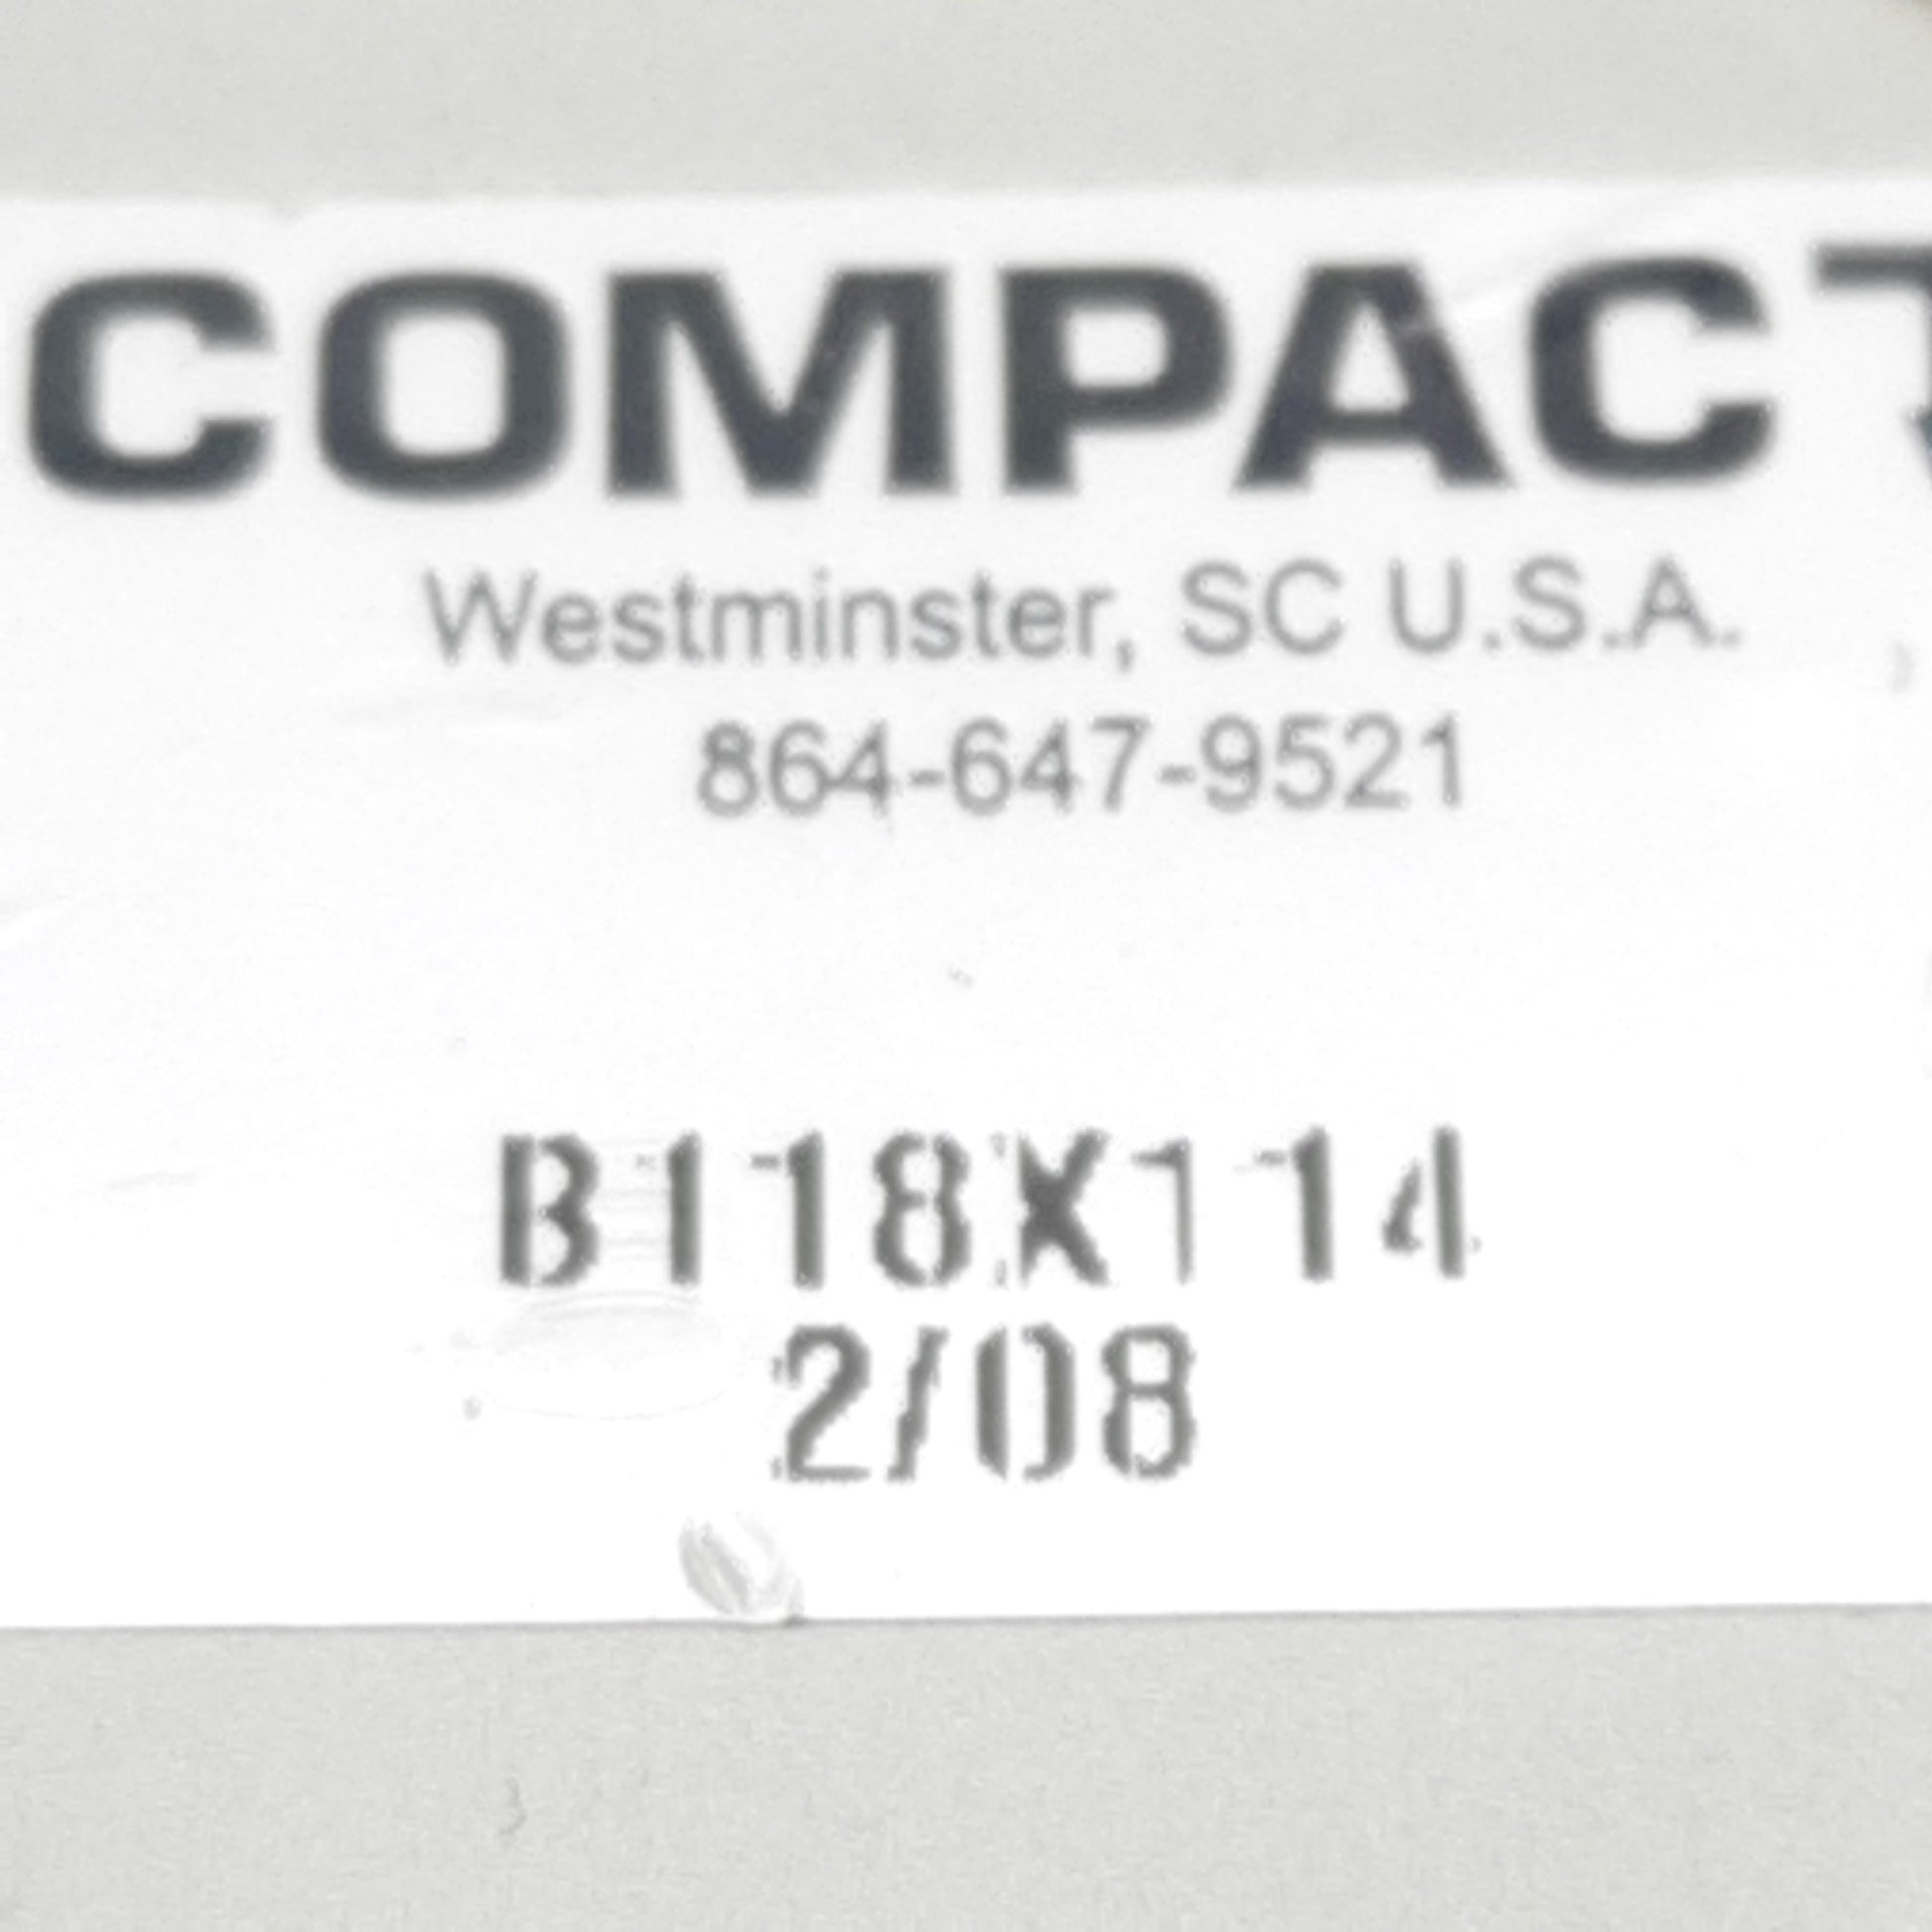 COMPACT
Westminster, SC U.S.A.
864-647-9521
B118X114
2/08